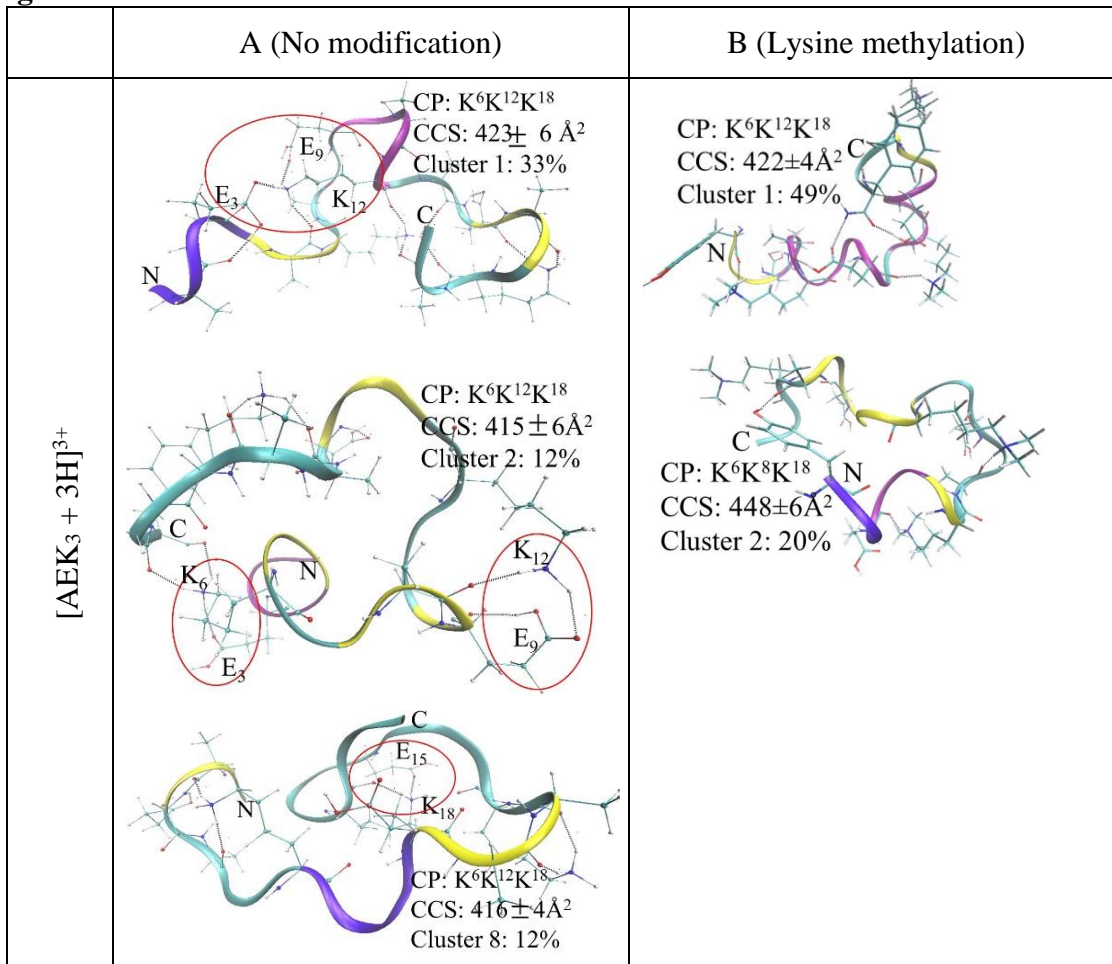 A (No modification)
B (Lysine methylation)
[AEK₃ + 3H]³⁺
CP: K⁶K¹²K¹⁸
CCS: 423± 6 Å²
Cluster 1: 33%
E₉
E₃
K₁₂
C
N
CP: K⁶K¹²K¹⁸
CCS: 415 ± 6Å²
Cluster 2: 12%
C
K₆
N
K₁₂
E₃
E₉
C
E₁₅
N
K₁₈
CP: K⁶K¹²K¹⁸
CCS: 416 ± 4Å²
Cluster 8: 12%
CP: K⁶K¹²K¹⁸
C
CCS: 422±4Å²
Cluster 1: 49%
N
C
N
CP: K⁶K⁸K¹⁸
CCS: 448±6Å²
Cluster 2: 20%